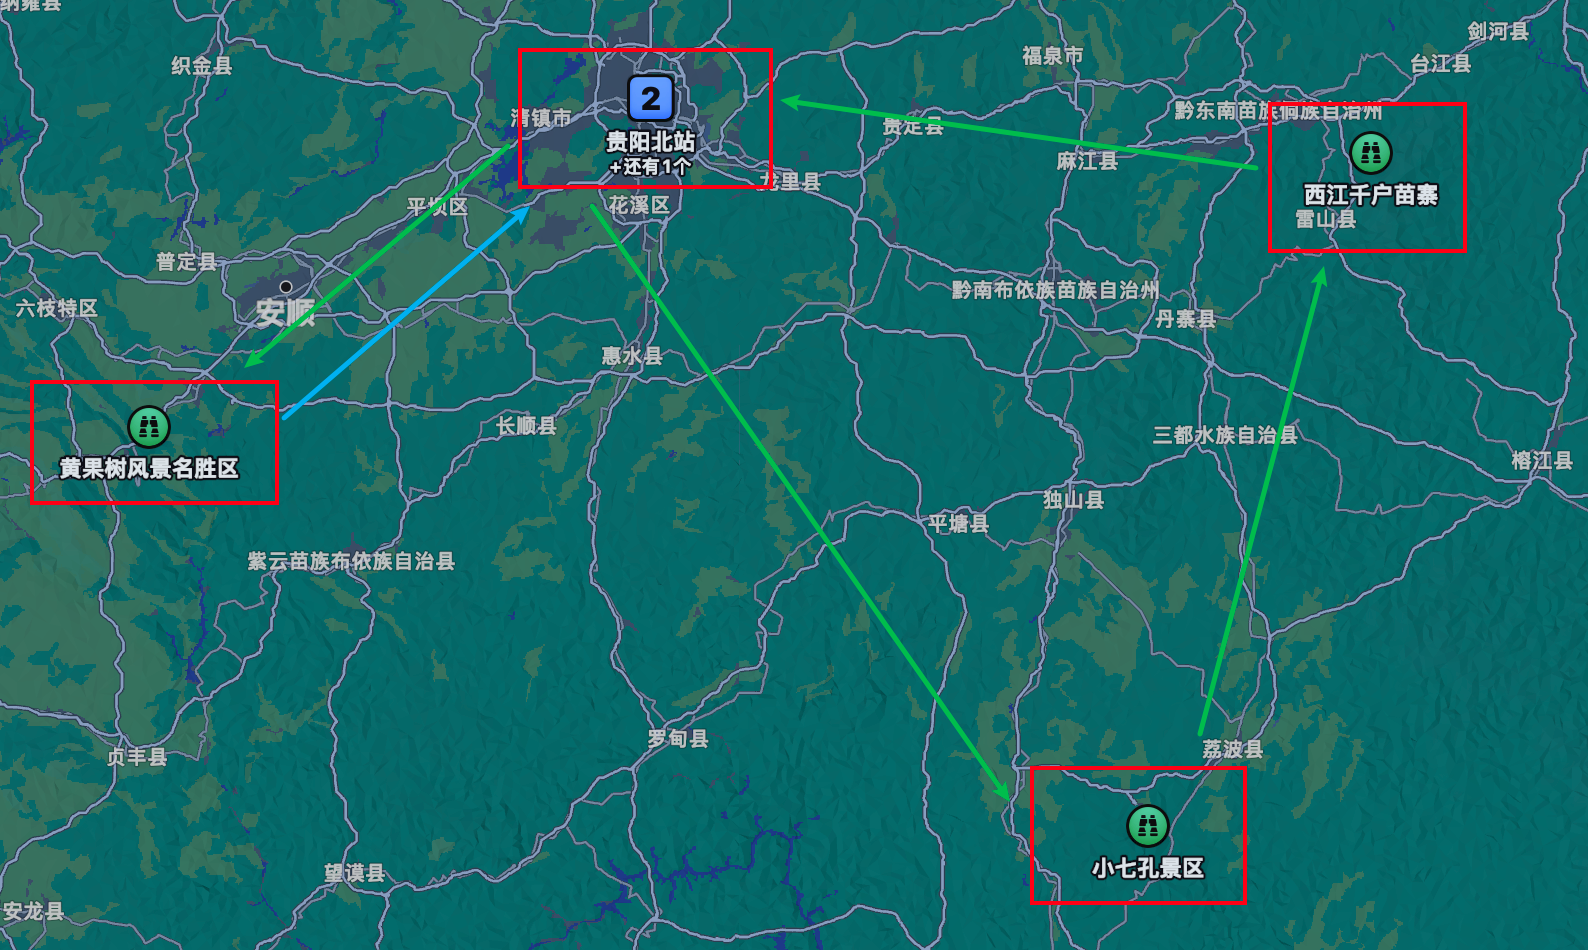 纳雍县
剑河县
福泉市
台江县
织金县
2
黔东南苗族侗族自治州
清镇市
贵定县
贵阳北站
+还有1个
麻江县
龙里县
西江千户苗寨
平坝区
花溪区
雷山县
普定县
黔南布依族苗族自治州
六枝特区
安顺
丹寨县
惠水县
长顺县
三都水族自治县
榕江县
黄果树风景名胜区
独山县
平塘县
紫云苗族布依族自治县
罗甸县
荔波县
贞丰县
小七孔景区
望谟县
安龙县